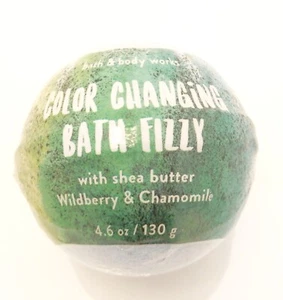 bath & body works
COLOR CHANGING
BATH FIZZY
with shea butter
Wildberry & Chamomile
4.6 oz / 130 g